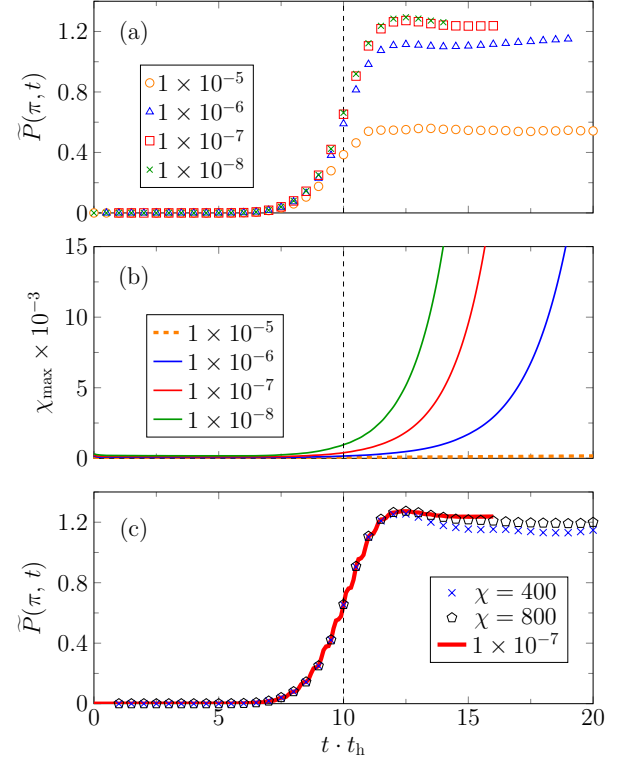 1.2
0.8
0.4
0
P̃(π, t)
(a)
1 × 10⁻⁵
1 × 10⁻⁶
1 × 10⁻⁷
1 × 10⁻⁸
15
10
5
0
χmax × 10⁻³
(b)
1 × 10⁻⁵
1 × 10⁻⁶
1 × 10⁻⁷
1 × 10⁻⁸
1.2
0.8
0.4
0
P̃(π, t)
(c)
χ = 400
χ = 800
1 × 10⁻⁷
0 5 10 15 20
t · tₕ